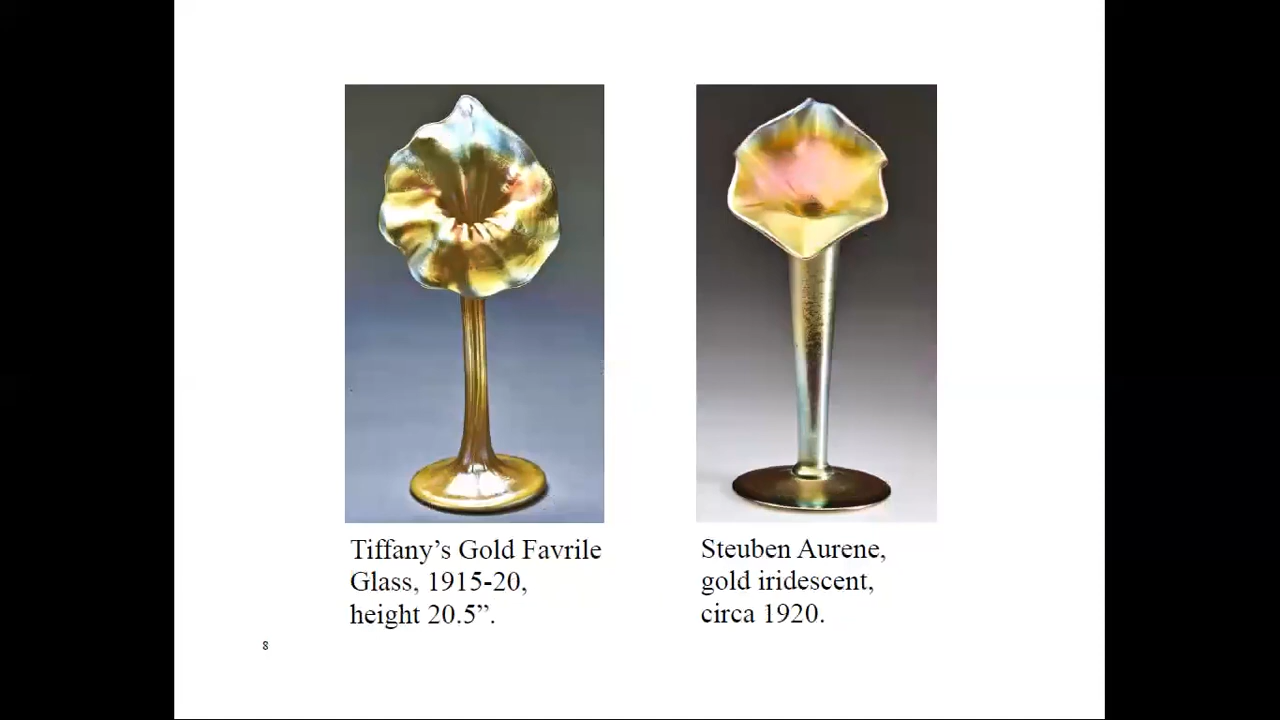 Tiffany’s Gold Favrile
Glass, 1915-20,
height 20.5”.
Steuben Aurene,
gold iridescent,
circa 1920.
8